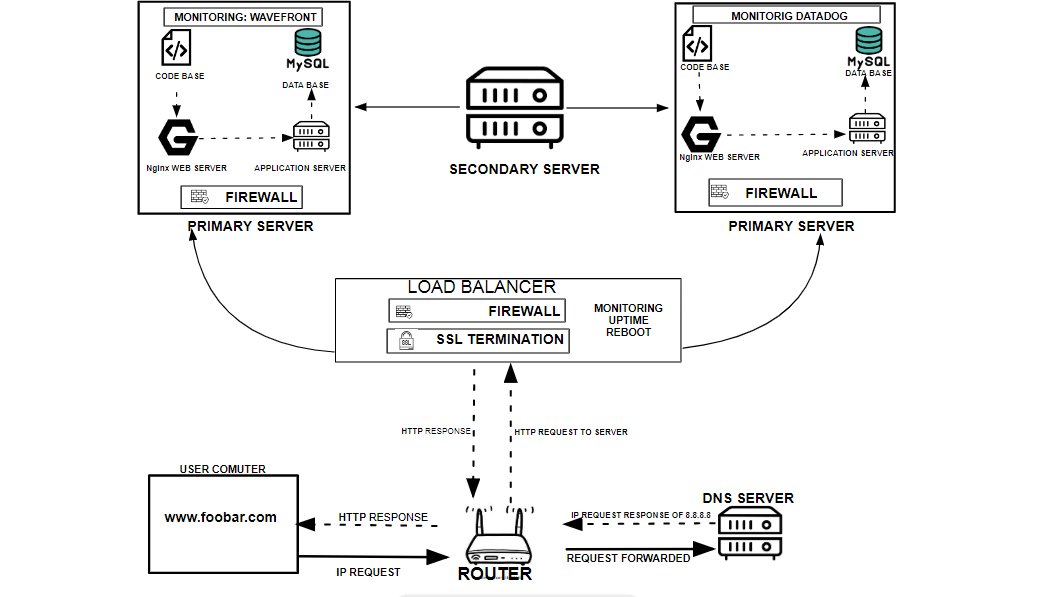 MONITORING: WAVEFRONT
CODE BASE
MySQL
DATA BASE
Nginx WEB SERVER
APPLICATION SERVER
FIREWALL
PRIMARY SERVER
SECONDARY SERVER
MONITORIG DATADOG
CODE BASE
MySQL
DATA BASE
Nginx WEB SERVER
APPLICATION SERVER
FIREWALL
PRIMARY SERVER
LOAD BALANCER
FIREWALL
SSL
SSL TERMINATION
MONITORING
UPTIME
REBOOT
HTTP RESPONSE
HTTP REQUEST TO SERVER
USER COMUTER
www.foobar.com
HTTP RESPONSE
IP REQUEST
ROUTER
DNS SERVER
IP REQUEST RESPONSE OF 8.8.8.8
REQUEST FORWARDED